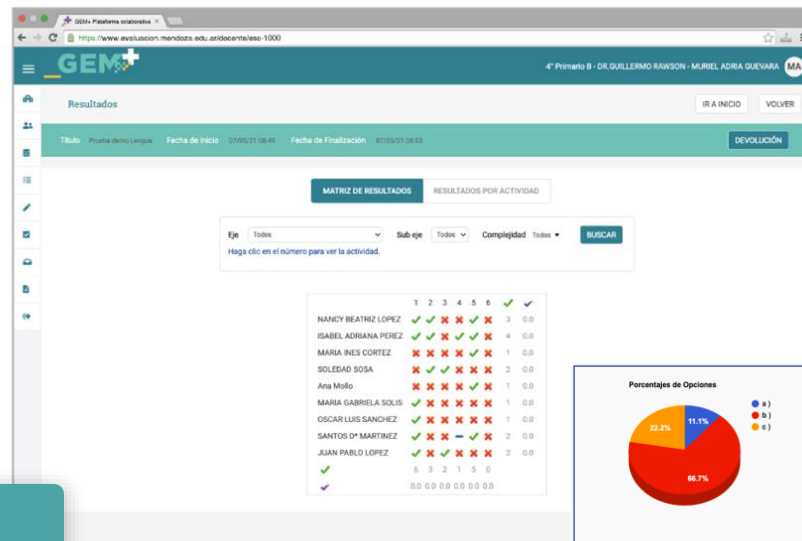 GEM+ Plataforma colaborativa ×
https://www.evaluacion.mendoza.edu.ar/docente/esc-1000
_GEM+
4° Primario B - DR.GUILLERMO RAWSON - MURIEL ADRIA GUEVARA MA
Resultados IR A INICIO VOLVER
Título Prueba demo Lengua Fecha de Inicio 07/05/21 08:49 Fecha de Finalización DEVOLUCIÓN
MATRIZ DE RESULTADOS RESULTADOS POR ACTIVIDAD
Eje Todos Sub eje Todos Complejidad Todos BUSCAR
Haga clic en el número para ver la actividad.
1 2 3 4 5 6
NANCY BEATRIZ LOPEZ 3 0.0
ISABEL ADRIANA PEREZ 4 0.0
MARIA INES CORTEZ 1 0.0
SOLEDAD SOSA 2 0.0
Ana Mollo 1 0.0
MARIA GABRIELA SOLIS 1 0.0
OSCAR LUIS SANCHEZ 1 0.0
SANTOS D* MARTINEZ 2 0.0
JUAN PABLO LOPEZ 2 0.0
6 3 2 1 5 0
0.0 0.0 0.0 0.0 0.0 0.0
Porcentajes de Opciones
a )
b )
c )
11.1%
22.2%
66.7%